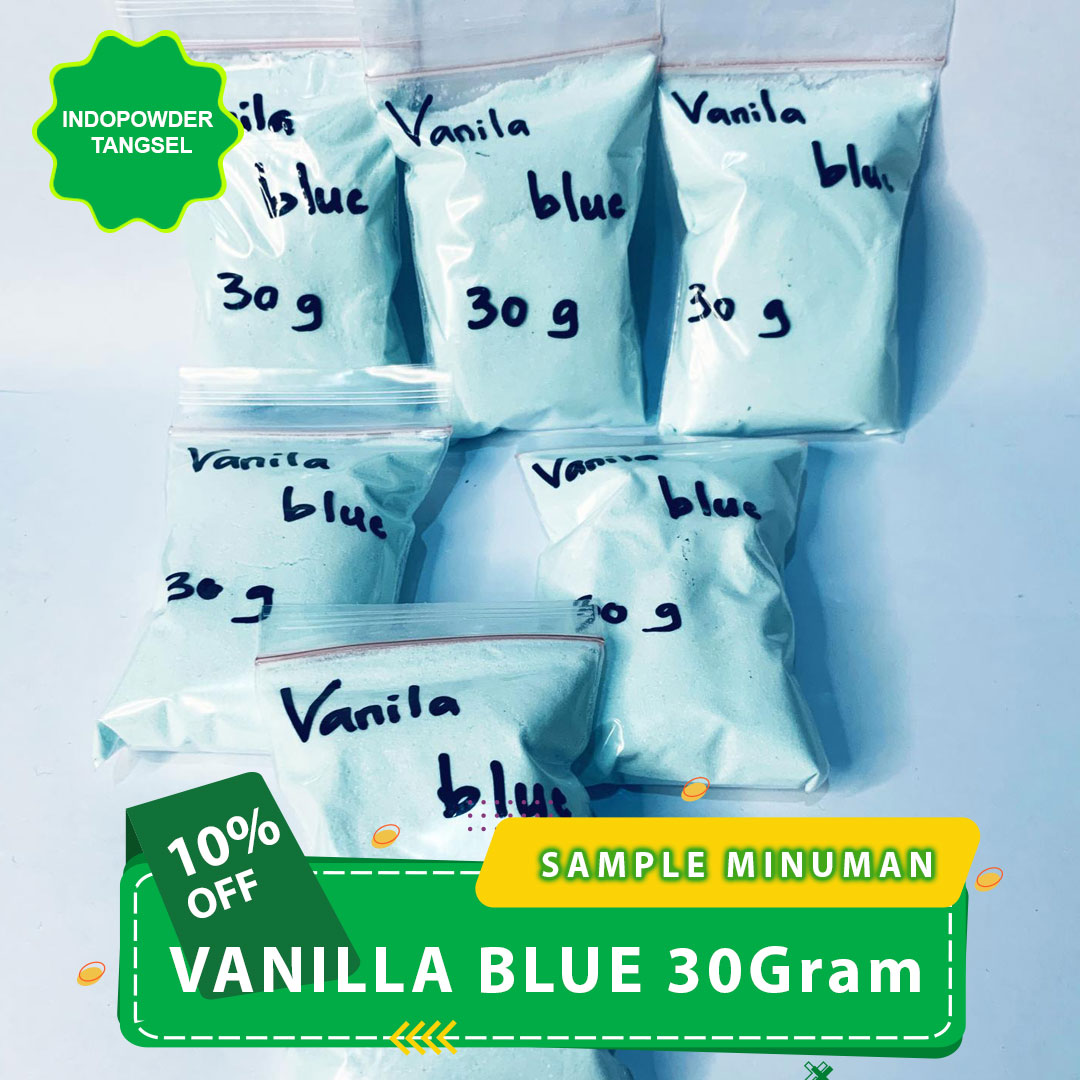 INDOPOWDER
TANGSEL
blue
30 g
Vanila
blue
30 g
Vanila
blue
30 g
Vanila
blue
30 g
Vanila
blue
g
Vanila
blue
10%
OFF
SAMPLE MINUMAN
VANILLA BLUE 30Gram